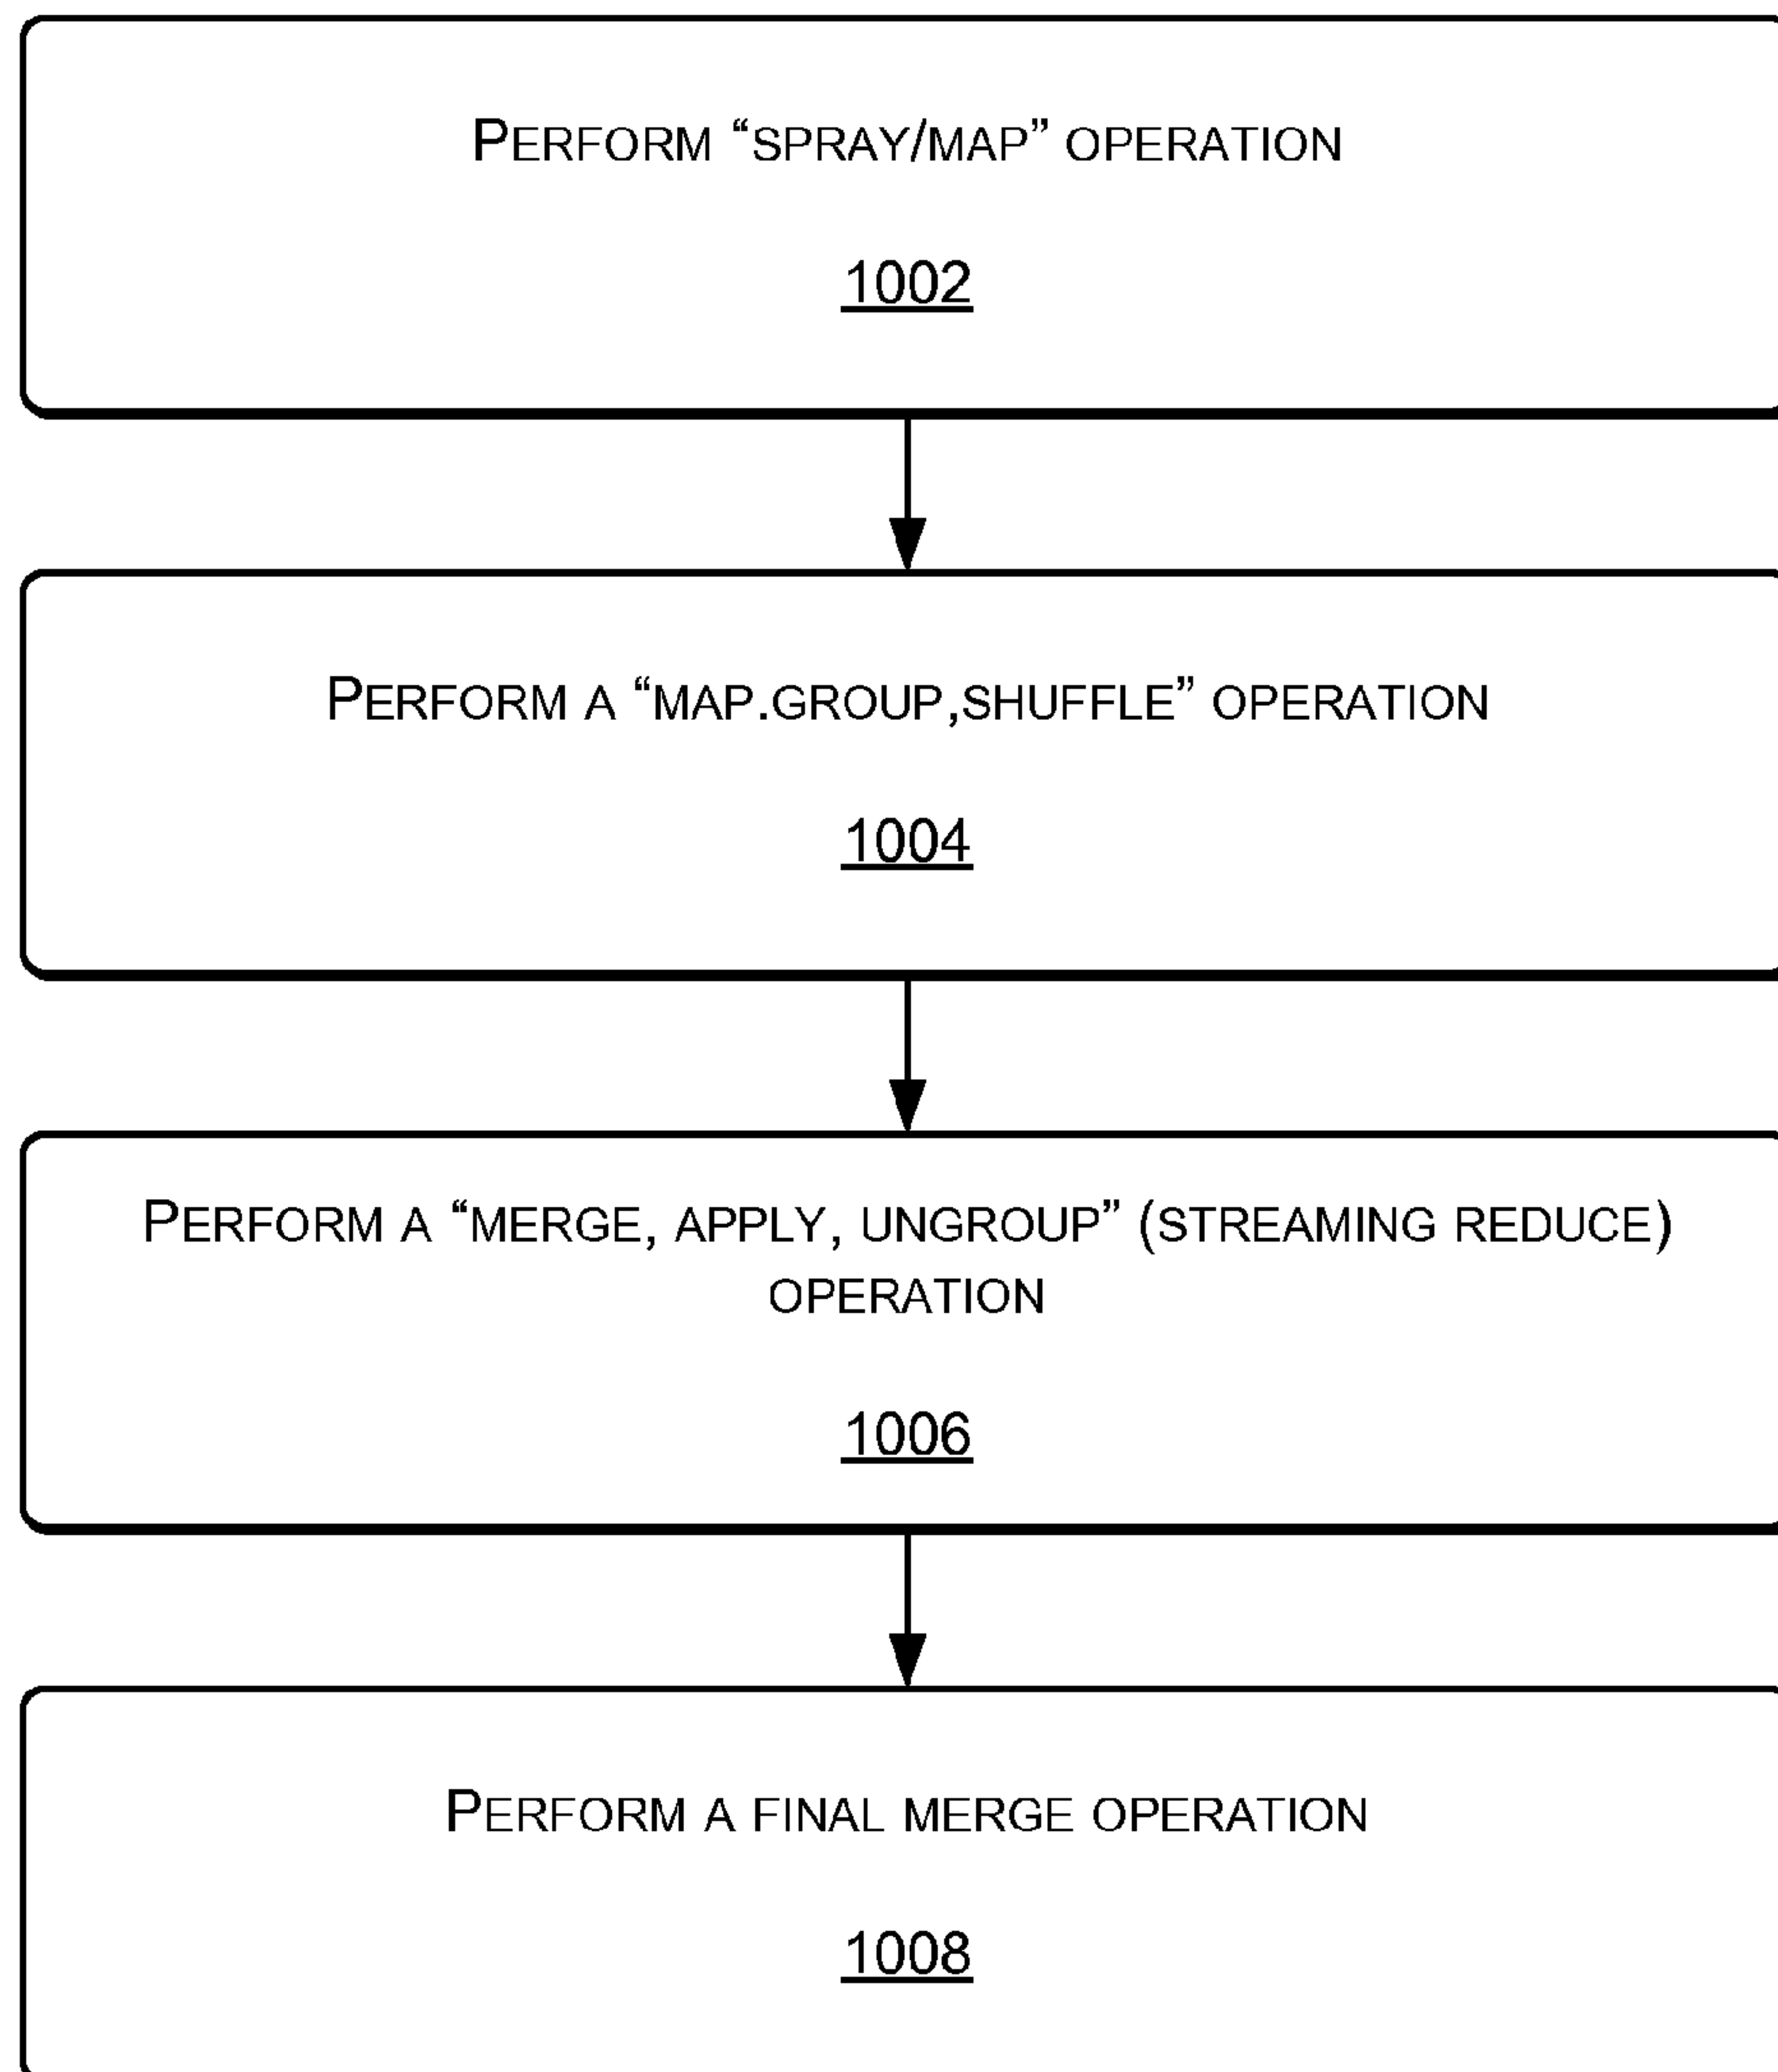 PERFORM “SPRAY/MAP” OPERATION
1002
PERFORM A “MAP.GROUP,SHUFFLE” OPERATION
1004
PERFORM A “MERGE, APPLY, UNGROUP” (STREAMING REDUCE)
OPERATION
1006
PERFORM A FINAL MERGE OPERATION
1008